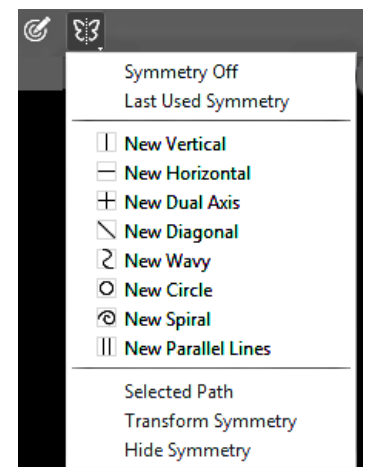 Symmetry Off
Last Used Symmetry
New Vertical
New Horizontal
New Dual Axis
New Diagonal
New Wavy
New Circle
New Spiral
New Parallel Lines
Selected Path
Transform Symmetry
Hide Symmetry